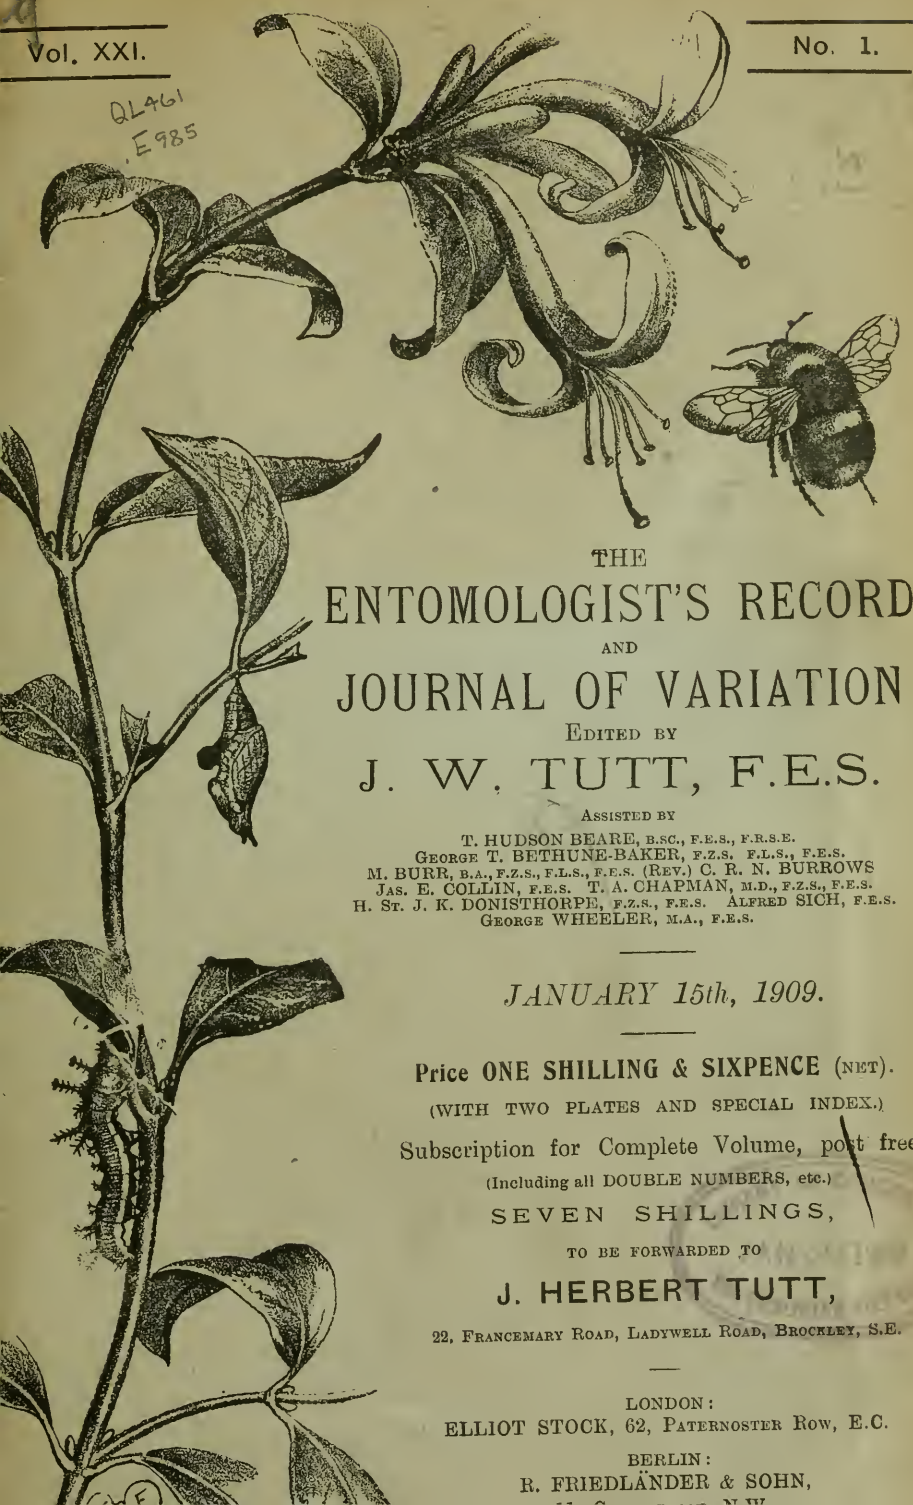 Vol. XXI.
No. 1.
QL461
.E985
THE
ENTOMOLOGIST'S RECORD
AND
JOURNAL OF VARIATION
EDITED BY
J. W. TUTT, F.E.S.
ASSISTED BY
T. HUDSON BEARE, B.SC., F.E.S., F.R.S.E.
GEORGE T. BETHUNE-BAKER, F.Z.S. F.L.S., F.E.S.
M. BURR, B.A., F.Z.S., F.L.S., F.E.S. (REV.) C. R. N. BURROWS
JAS. E. COLLIN, F.E.S. T. A. CHAPMAN, M.D., F.Z.S., F.E.S.
H. ST. J. K. DONISTHORPE, F.Z.S., F.E.S. ALFRED SICH, F.E.S.
GEORGE WHEELER, M.A., F.E.S.
JANUARY 15th, 1909.
Price ONE SHILLING & SIXPENCE (NET).
(WITH TWO PLATES AND SPECIAL INDEX.)
Subscription for Complete Volume, post free
(Including all DOUBLE NUMBERS, etc.)
SEVEN SHILLINGS,
TO BE FORWARDED TO
J. HERBERT TUTT,
22, FRANCEMARY ROAD, LADYWELL ROAD, BROCKLEY, S.E.
LONDON:
ELLIOT STOCK, 62, PATERNOSTER ROW, E.C.
BERLIN:
R. FRIEDLÄNDER & SOHN,